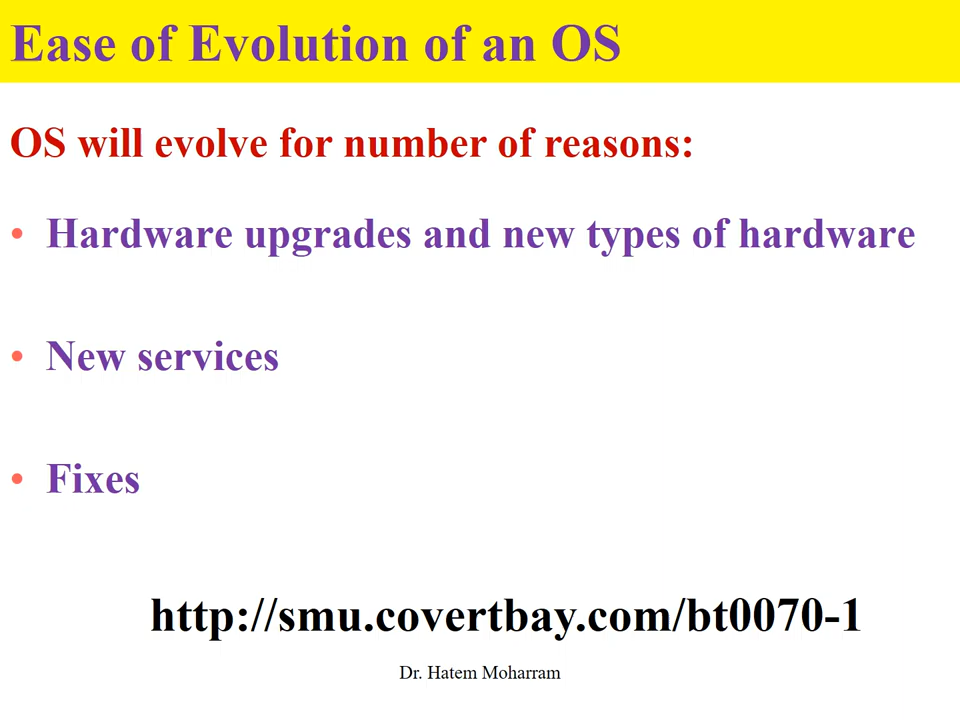 Ease of Evolution of an OS
OS will evolve for number of reasons:
• Hardware upgrades and new types of hardware
• New services
• Fixes
http://smu.covertbay.com/bt0070-1
Dr. Hatem Moharram